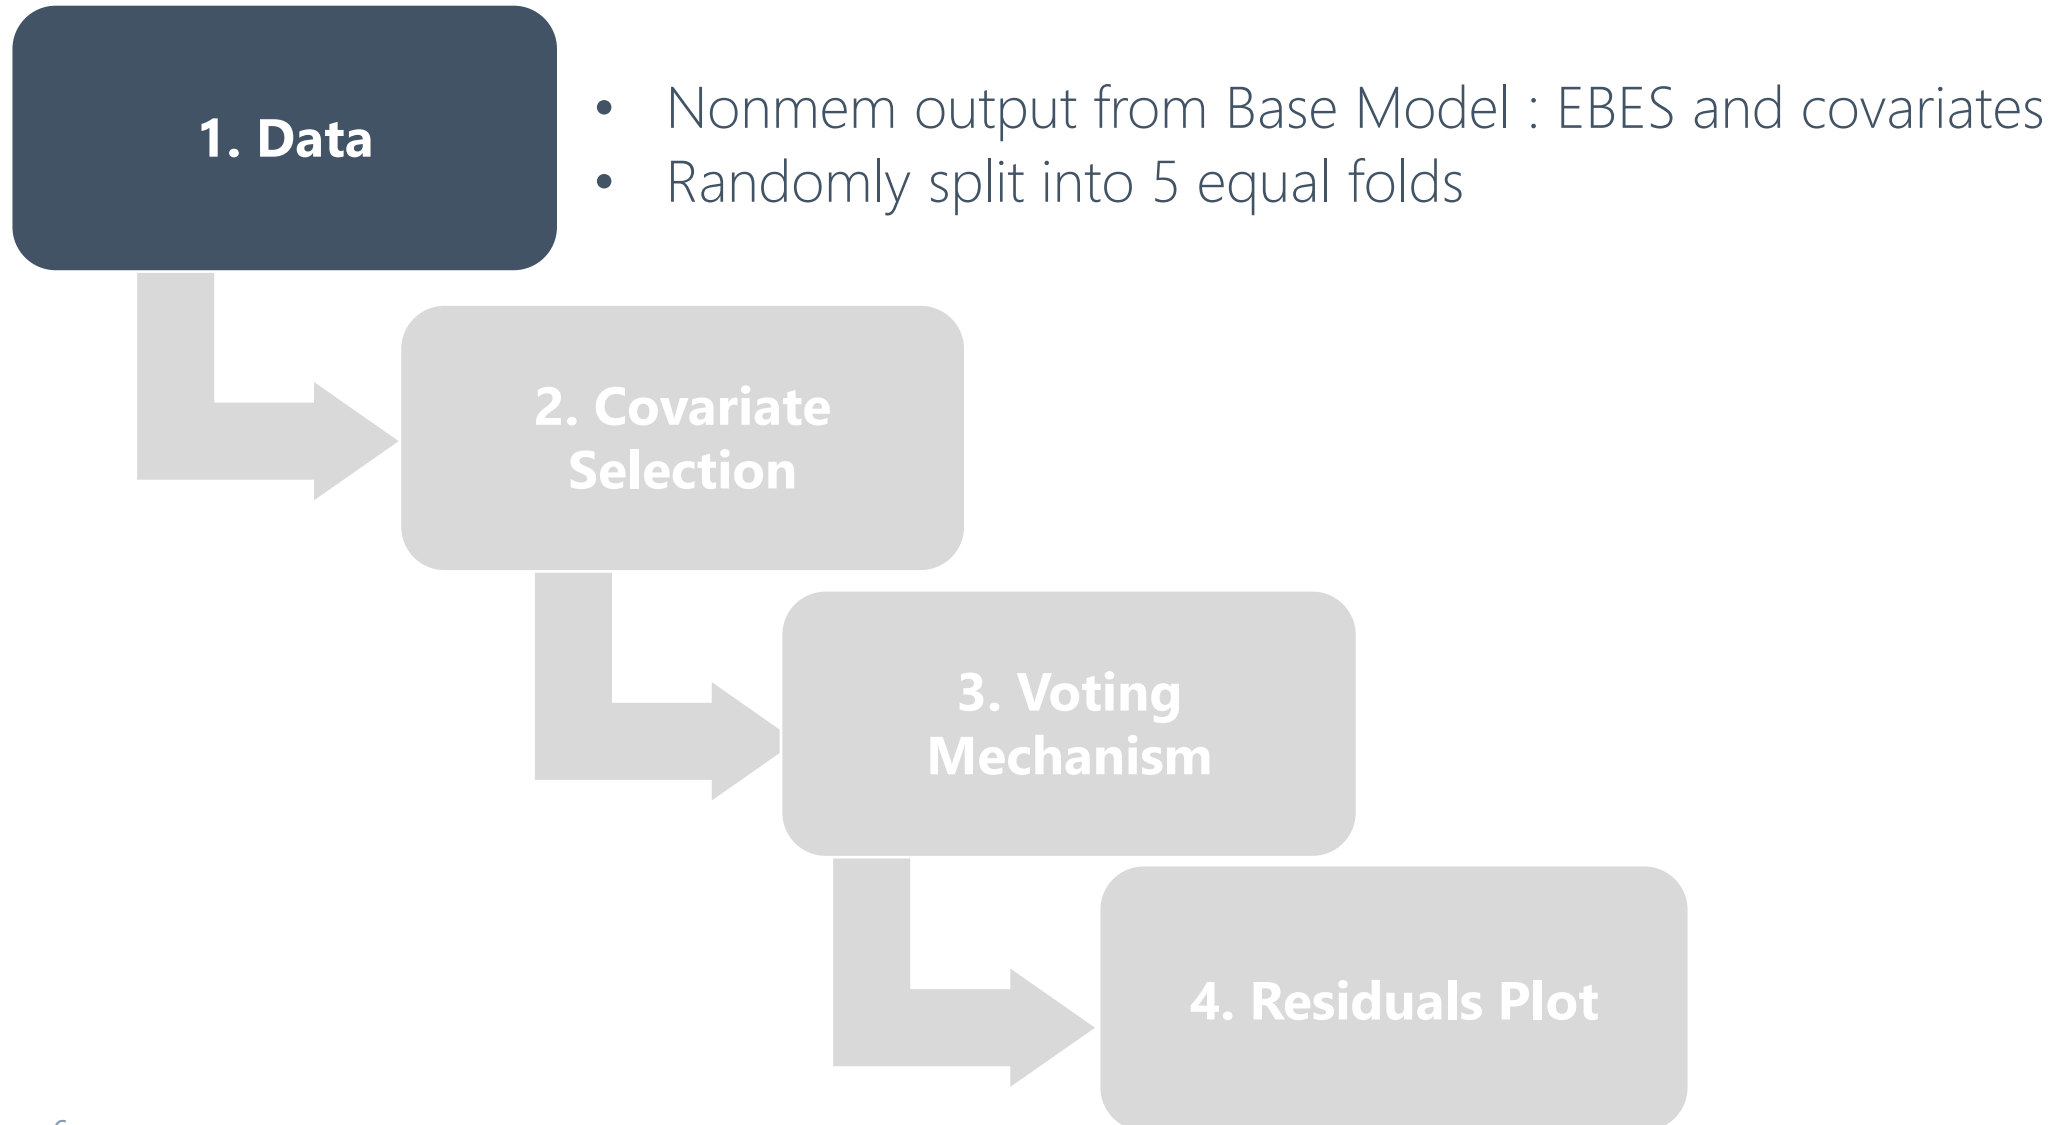 1. Data
• Nonmem output from Base Model : EBES and covariates
• Randomly split into 5 equal folds
2. Covariate
Selection
3. Voting
Mechanism
4. Residuals Plot